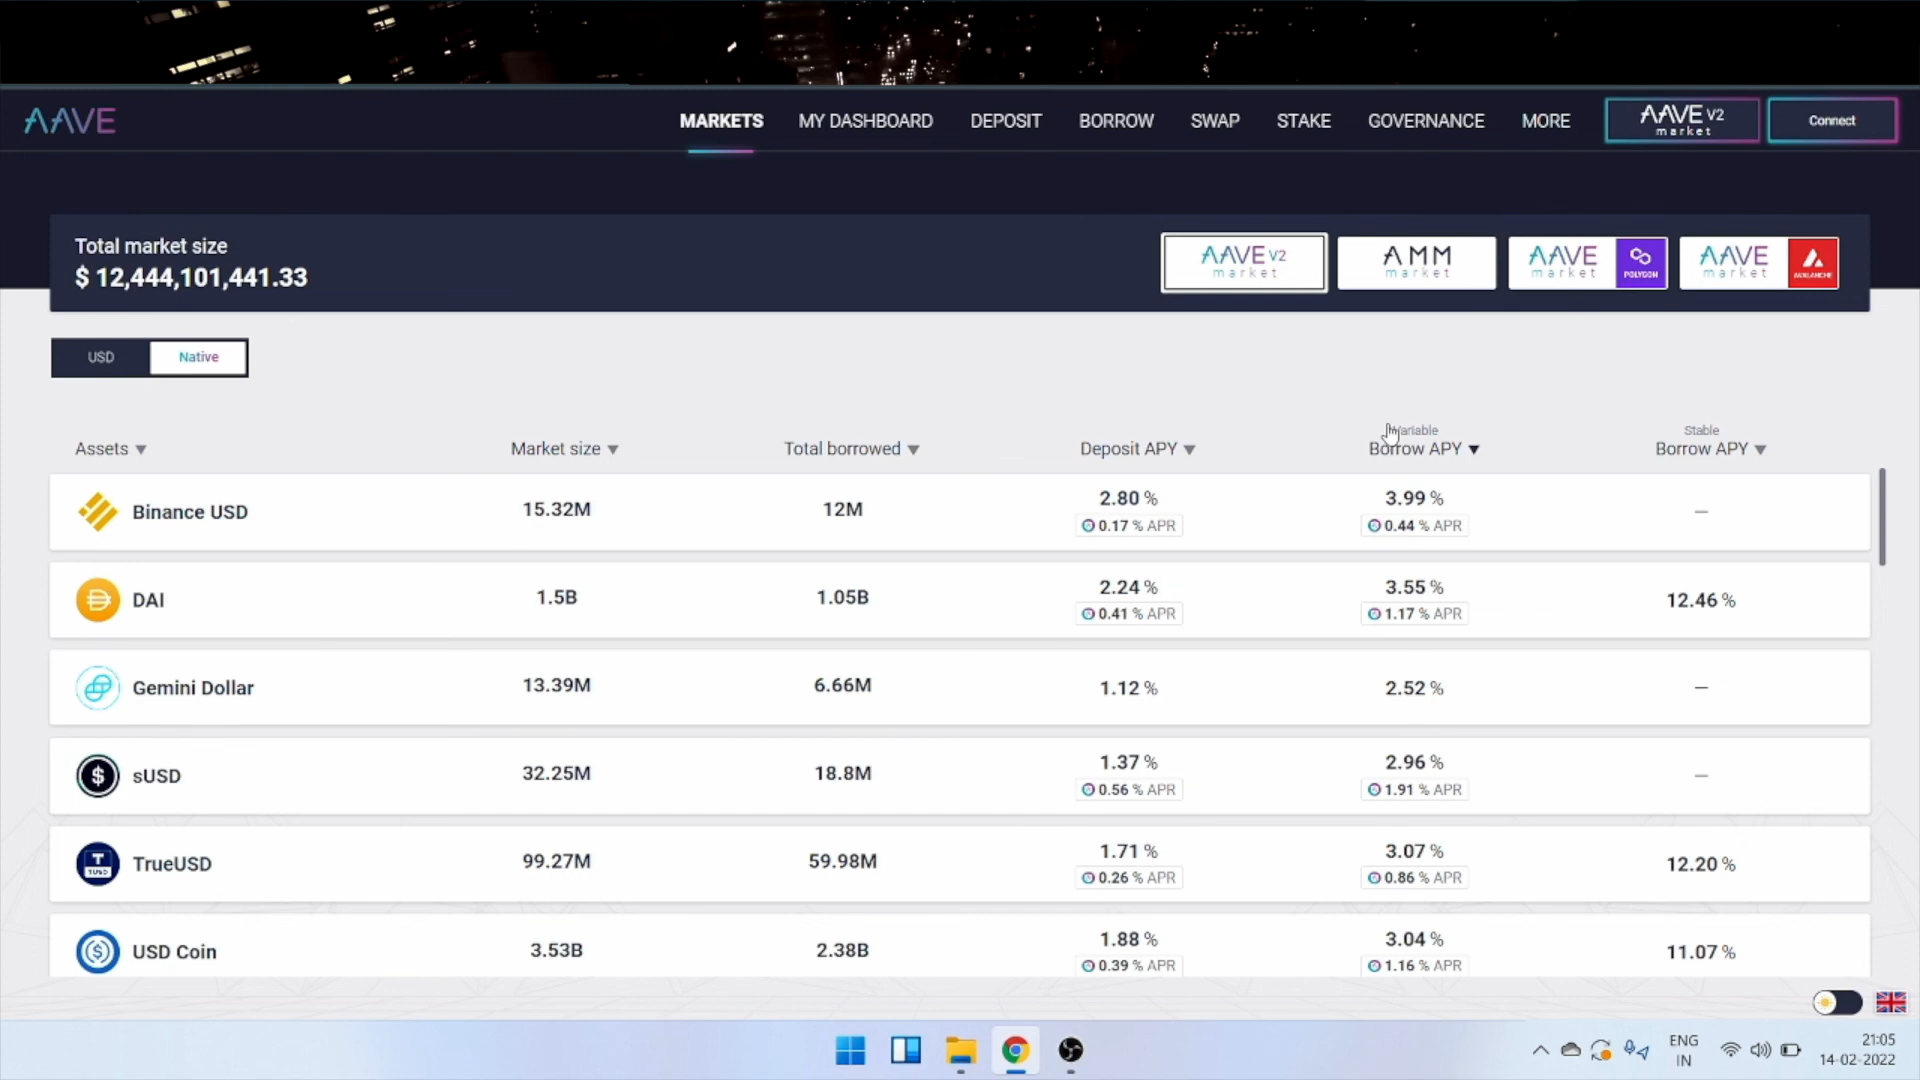 AAVE
MARKETS
MY DASHBOARD
DEPOSIT
BORROW
SWAP
STAKE
GOVERNANCE
MORE
AAVE V2
market
Connect
Total market size
$ 12,444,101,441.33
AAVE V2
market
AMM
market
AAVE
market
POLYGON
AAVE
market
AVALANCHE
USD
Native
Assets
Market size
Total borrowed
Deposit APY
Variable
Borrow APY
Stable
Borrow APY
Binance USD
15.32M
12M
2.80 %
0.17 % APR
3.99 %
0.44 % APR
—
DAI
1.5B
1.05B
2.24 %
0.41 % APR
3.55 %
1.17 % APR
12.46 %
Gemini Dollar
13.39M
6.66M
1.12 %
2.52 %
—
sUSD
32.25M
18.8M
1.37 %
0.56 % APR
2.96 %
1.91 % APR
—
T
TUSD
TrueUSD
99.27M
59.98M
1.71 %
0.26 % APR
3.07 %
0.86 % APR
12.20 %
USD Coin
3.53B
2.38B
1.88 %
0.39 % APR
3.04 %
1.16 % APR
11.07 %
ENG
IN
21:05
14-02-2022